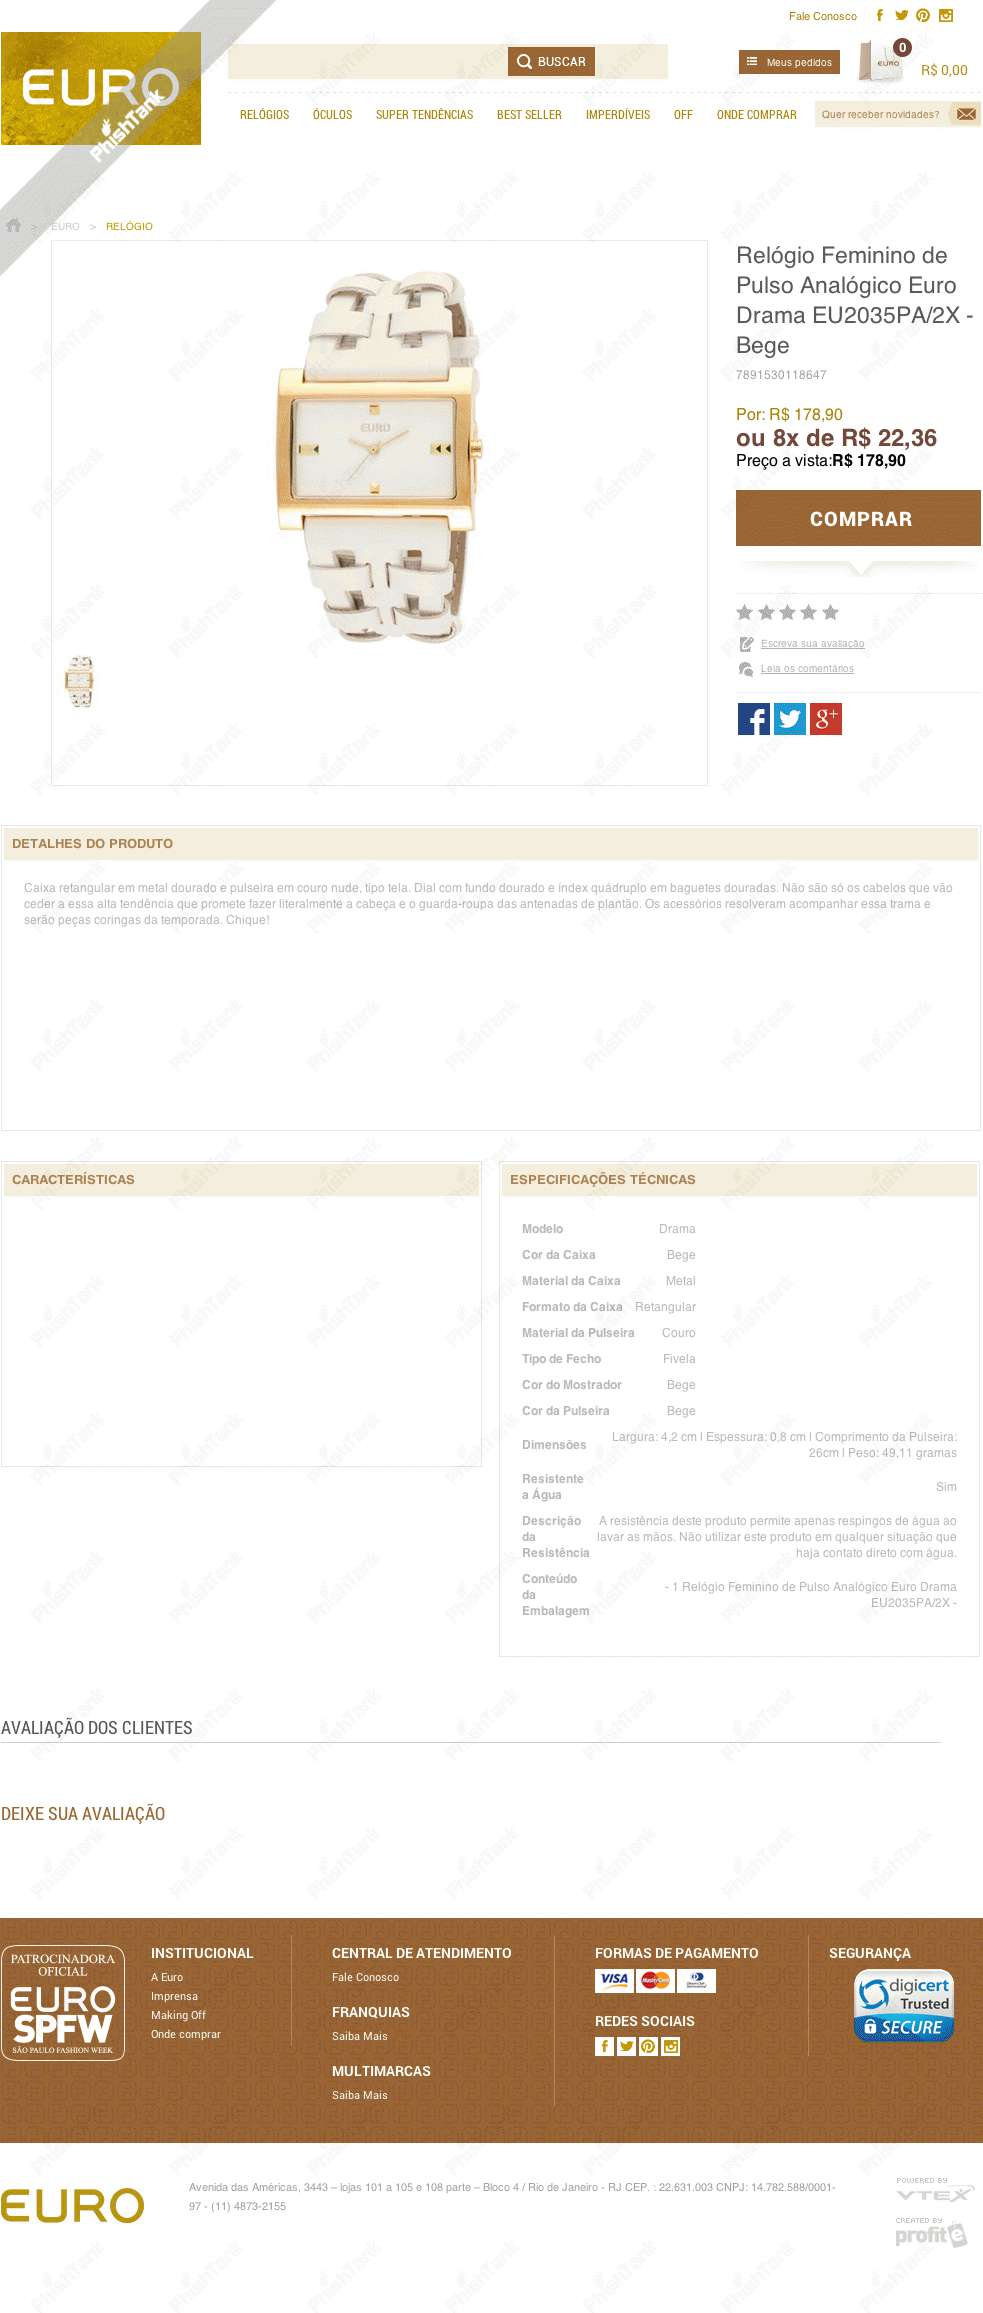 Fale Conosco
EURO
PhishTank
BUSCAR
Meus pedidos
EURO
0
R$ 0,00
RELÓGIOS ÓCULOS SUPER TENDÊNCIAS BEST SELLER IMPERDÍVEIS OFF ONDE COMPRAR
Quer receber novidades?
> EURO > RELÓGIO
Relógio Feminino de
Pulso Analógico Euro
Drama EU2035PA/2X -
Bege
7891530118647
Por: R$ 178,90
ou 8x de R$ 22,36
Preço a vista:R$ 178,90
COMPRAR
EURO
Escreva sua avaliação
Leia os comentários
DETALHES DO PRODUTO
Caixa retangular em metal dourado e pulseira em couro nude, tipo tela. Dial com fundo dourado e index quádruplo em baguetes douradas. Não são só os cabelos que vão
ceder a essa alta tendência que promete fazer literalmente a cabeça e o guarda-roupa das antenadas de plantão. Os acessórios resolveram acompanhar essa trama e
serão peças coringas da temporada. Chique!
CARACTERÍSTICAS
ESPECIFICAÇÕES TÉCNICAS
Modelo Drama
Cor da Caixa Bege
Material da Caixa Metal
Formato da Caixa Retangular
Material da Pulseira Couro
Tipo de Fecho Fivela
Cor do Mostrador Bege
Cor da Pulseira Bege
Dimensões
Largura: 4,2 cm | Espessura: 0,8 cm | Comprimento da Pulseira:
26cm | Peso: 49,11 gramas
Resistente
a Água
Sim
Descrição
da
Resistência
A resistência deste produto permite apenas respingos de água ao
lavar as mãos. Não utilizar este produto em qualquer situação que
haja contato direto com água.
Conteúdo
da
Embalagem
- 1 Relógio Feminino de Pulso Analógico Euro Drama
EU2035PA/2X -
AVALIAÇÃO DOS CLIENTES
DEIXE SUA AVALIAÇÃO
PATROCINADORA
OFICIAL
EURO
SPFW
SÃO PAULO FASHION WEEK
INSTITUCIONAL
A Euro
Imprensa
Making Off
Onde comprar
CENTRAL DE ATENDIMENTO
Fale Conosco
FRANQUIAS
Saiba Mais
MULTIMARCAS
Saiba Mais
FORMAS DE PAGAMENTO
VISA MasterCard Diners Club International
REDES SOCIAIS
SEGURANÇA
digicert
Trusted
SECURE
EURO
Avenida das Américas, 3443 – lojas 101 a 105 e 108 parte – Bloco 4 / Rio de Janeiro - RJ CEP. : 22.631.003 CNPJ: 14.782.588/0001-
97 - (11) 4873-2155
POWERED BY
VTEX
CREATED BY
profite